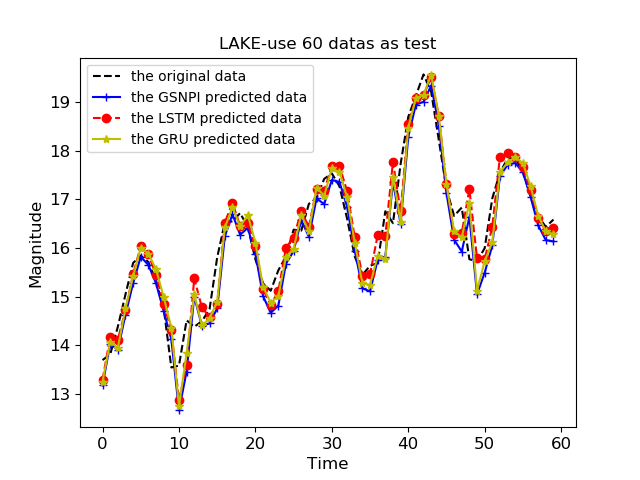 LAKE-use 60 datas as test
the original data
the GSNPI predicted data
the LSTM predicted data
the GRU predicted data
Magnitude
19
18
17
16
15
14
13
0 10 20 30 40 50 60
Time